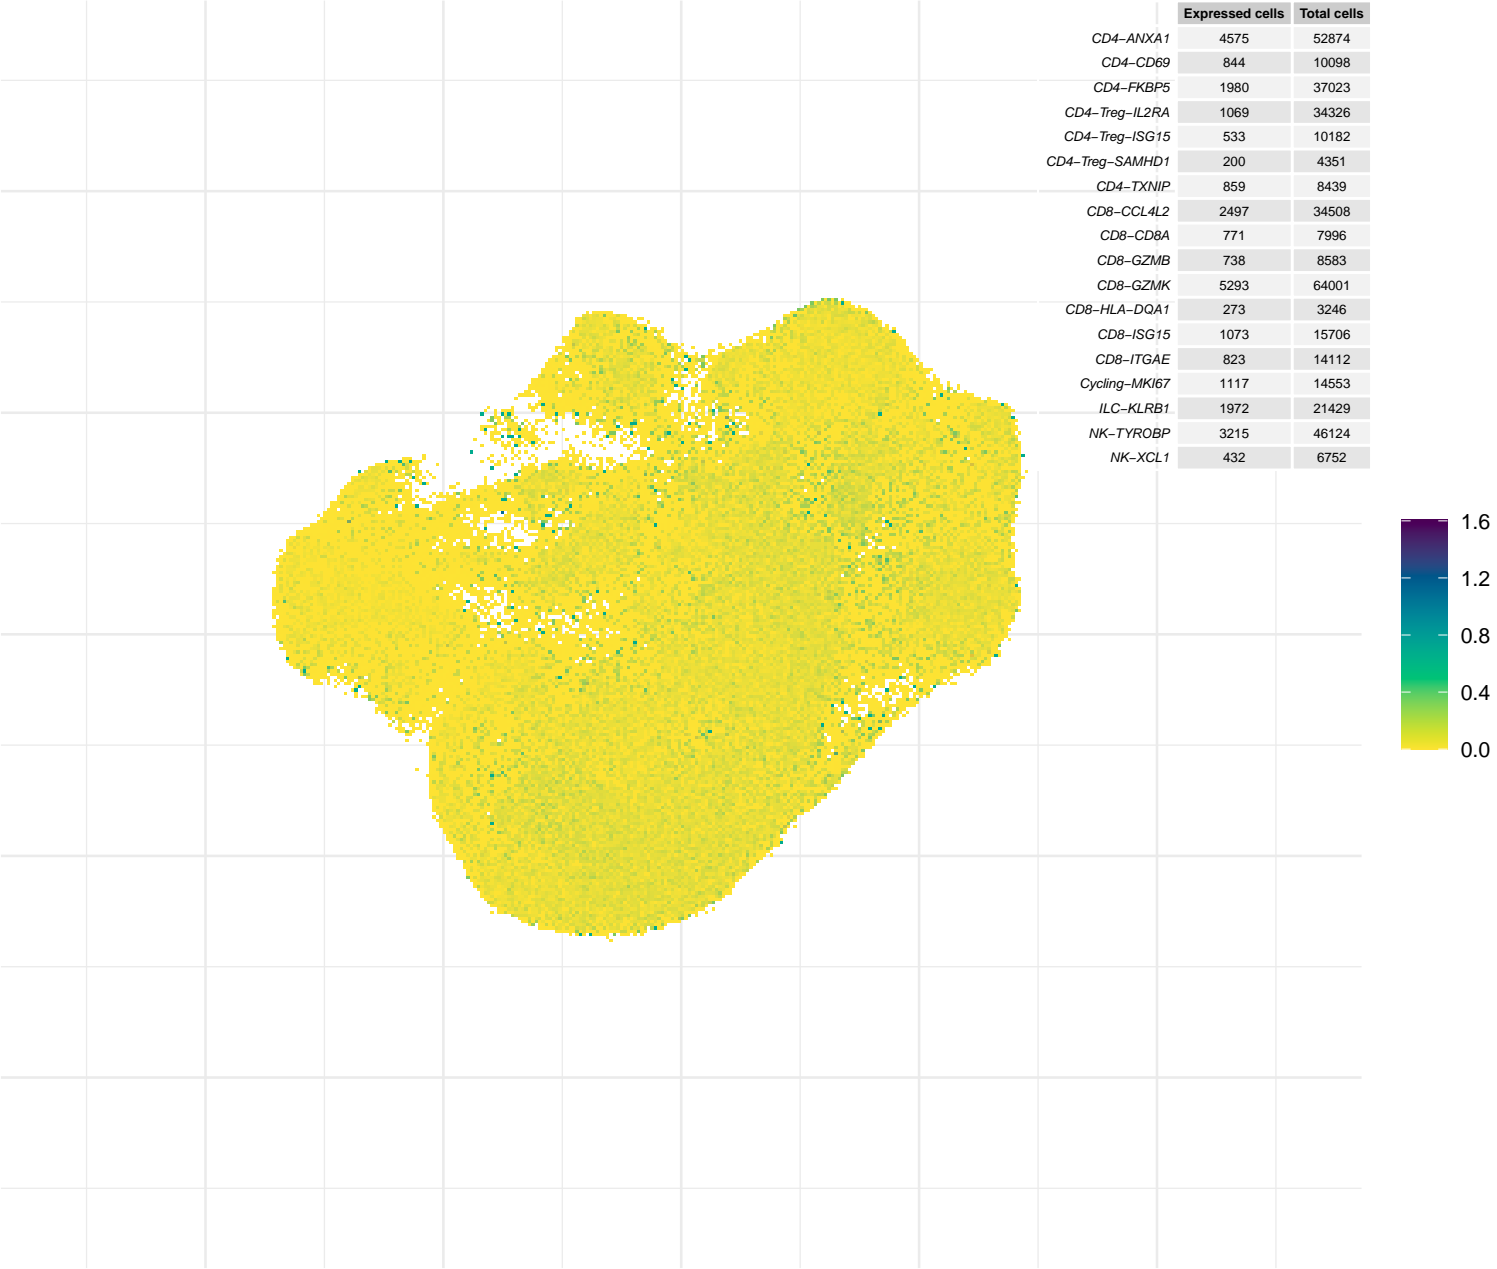 Expressed cells Total cells
CD4−ANXA1 4575 52874
CD4−CD69 844 10098
CD4−FKBP5 1980 37023
CD4−Treg−IL2RA 1069 34326
CD4−Treg−ISG15 533 10182
CD4−Treg−SAMHD1 200 4351
CD4−TXNIP 859 8439
CD8−CCL4L2 2497 34508
CD8−CD8A 771 7996
CD8−GZMB 738 8583
CD8−GZMK 5293 64001
CD8−HLA−DQA1 273 3246
CD8−ISG15 1073 15706
CD8−ITGAE 823 14112
Cycling−MKI67 1117 14553
ILC−KLRB1 1972 21429
NK−TYROBP 3215 46124
NK−XCL1 432 6752
1.6
1.2
0.8
0.4
0.0